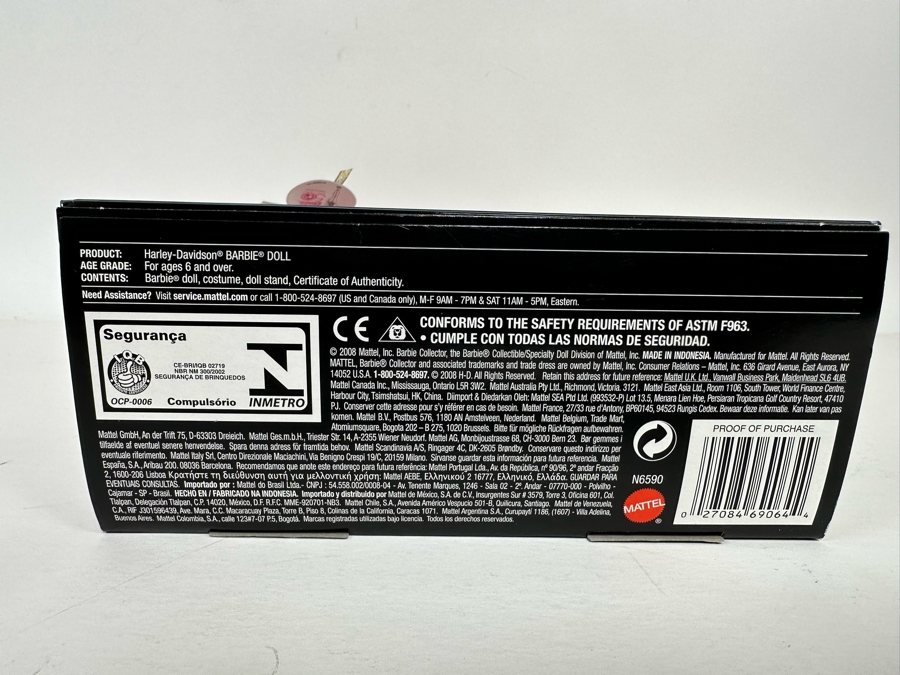 PRODUCT: Harley-Davidson® BARBIE® DOLL
AGE GRADE: For ages 6 and over.
CONTENTS: Barbie® doll, costume, doll stand, Certificate of Authenticity.
Need Assistance? Visit service.mattel.com or call 1-800-524-8697 (US and Canada only), M-F 9AM - 7PM & SAT 11AM - 5PM, Eastern.
Segurança
I.Q.B
CE-BRI/IQB 02719
NBR NM 300/2002
SEGURANÇA DE BRINQUEDOS
OCP-0006 Compulsório INMETRO
CE
CONFORMS TO THE SAFETY REQUIREMENTS OF ASTM F963.
• CUMPLE CON TODAS LAS NORMAS DE SEGURIDAD.
© 2008 Mattel, Inc. Barbie Collector, the Barbie® Collectible/Specialty Doll Division of Mattel, Inc. MADE IN INDONESIA. Manufactured for Mattel. All Rights Reserved.
MATTEL, Barbie® Collector and associated trademarks and trade dress are owned by Mattel, Inc. Consumer Relations – Mattel, Inc. 636 Girard Avenue, East Aurora, NY
14052 U.S.A. 1-800-524-8697. © 2008 H-D. All Rights Reserved. Retain this address for future reference: Mattel U.K. Ltd., Vanwall Business Park, Maidenhead SL6 4UB.
Mattel Canada Inc., Mississauga, Ontario L5R 3W2. Mattel Australia Pty Ltd., Richmond, Victoria. 3121. Mattel East Asia Ltd., Room 1106, South Tower, World Finance Centre,
Harbour City, Tsimshatsui, HK, China. Diimport & Diedarkan Oleh: Mattel SEA Ptd Ltd. (993532-P) Lot 13.5, Menara Lien Hoe, Persiaran Tropicana Golf Country Resort, 47410
PJ. Conserver cette adresse pour s'y référer en cas de besoin. Mattel France, 27/33 rue d'Antony, BP60145, 94523 Rungis Cedex. Bewaar deze informatie. Kan later van pas
komen. Mattel B.V., Postbus 576, 1180 AN Amstelveen, Nederland. Mattel Belgium, Trade Mart,
Atomiumsquare, Bogota 202 – B 275, 1020 Brussels. Bitte für mögliche Rückfragen aufbewahren.
Mattel GmbH, An der Trift 75, D-63303 Dreieich. Mattel Ges.m.b.H., Triester Str. 14, A-2355 Wiener Neudorf. Mattel AG, Monbijoustrasse 68, CH-3000 Bern 23. Bør gemmes i
tilfælde af eventuel senere henvendelse. Spara denna adress för framtida behov. Mattel Scandinavia A/S, Ringager 4C, DK-2605 Brøndby. Conservare questo indirizzo per
eventuale riferimento. Mattel Italy Srl, Centro Direzionale Maciachini, Via Benigno Crespi 19/C, 20159 Milano. Sirvanse guardar esta información para futura referencia. Mattel
España, S.A., Aribau 200. 08036 Barcelona. Recomendamos que anote este endereço para futura referência: Mattel Portugal Lda., Av. da República, nº 90/96, 2º andar Fracção
2, 1600-206 Lisboa Κρατήστε τη διεύθυνση αυτή για μελλοντική χρήση: Mattel AEBE, Ελληνικού 2 16777, Ελληνικό, Ελλάδα. GUARDAR PARA
EVENTUAIS CONSULTAS. Importado por : Mattel do Brasil Ltda.- CNPJ : 54.558.002/0008-04 - Av. Tenente Marques, 1246 - Sala 02 - 2º. Andar - 07770-000 - Polvilho -
Cajamar - SP - Brasil. HECHO EN / FABRICADO NA INDONESIA. Importado y distribuido por: Mattel de México, S.A. de C.V., Insurgentes Sur # 3579, Torre 3, Oficina 601, Col.
Tlalpan, Delegación Tlalpan, C.P. 14020, México, D.F. R.F.C. MME-920701-NB3. Mattel Chile, S.A., Avenida Américo Vespucio 501-B, Quilicura, Santiago. Mattel de Venezuela,
C.A., RIF J301596439, Ave. Mara, C.C. Macaracuay Plaza, Torre B, Piso 8, Colinas de la California, Caracas 1071. Mattel Argentina S.A., Curupaytí 1186, (1607) - Villa Adelina,
Buenos Aires. Mattel Colombia, S.A., calle 123#7-07 P.5, Bogotá. Marcas registradas utilizadas bajo licencia. Todos los derechos reservados.
N6590
MATTEL®
PROOF OF PURCHASE
0 27084 69064 4